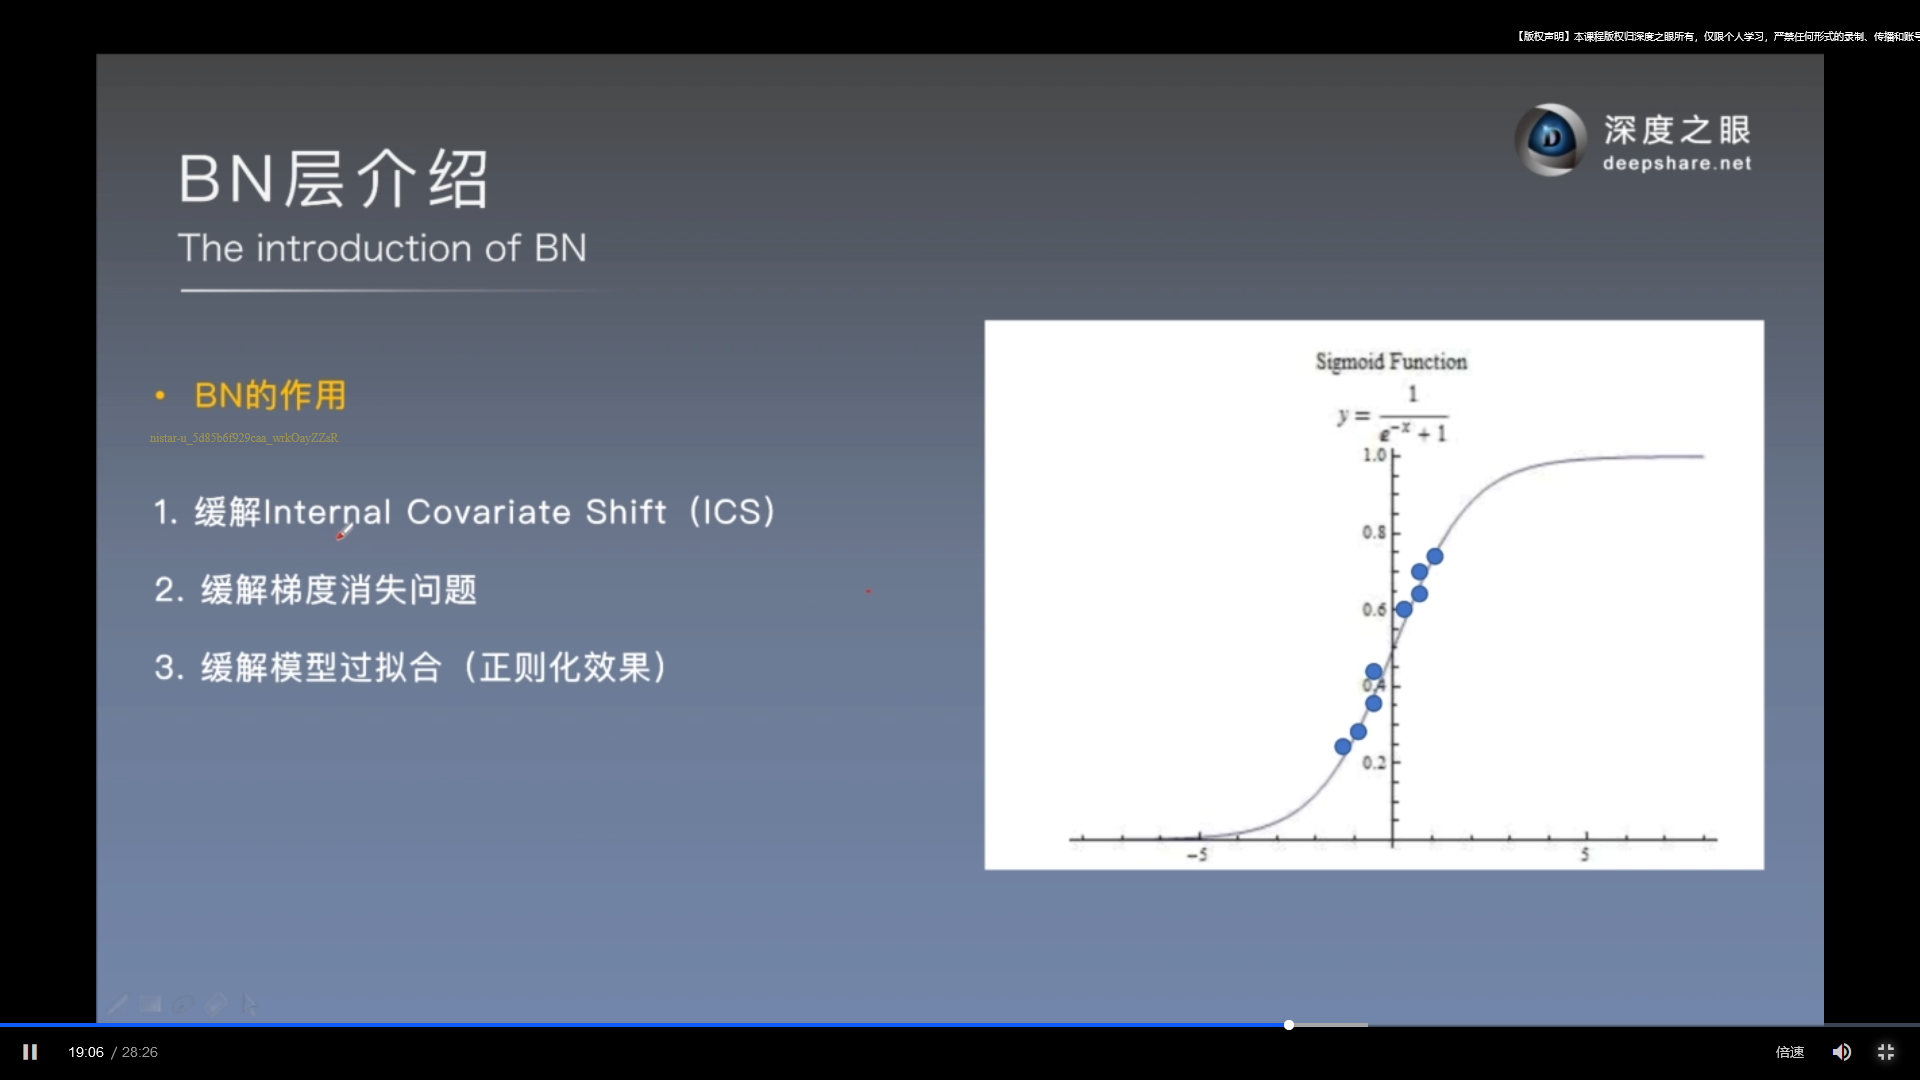 【版权声明】本课程版权归深度之眼所有，仅限个人学习，严禁任何形式的录制、传播和账号
深度之眼
deepshare.net
BN层介绍
The introduction of BN
• BN的作用
nistar-u_5d85b6f929caa_wrkOayZZsR
1. 缓解Internal Covariate Shift（ICS）
2. 缓解梯度消失问题
3. 缓解模型过拟合（正则化效果）
Sigmoid Function
y = 1 / (e^{-x} + 1)
1.0
0.8
0.6
0.4
0.2
-5
5
19:06 / 28:26
倍速